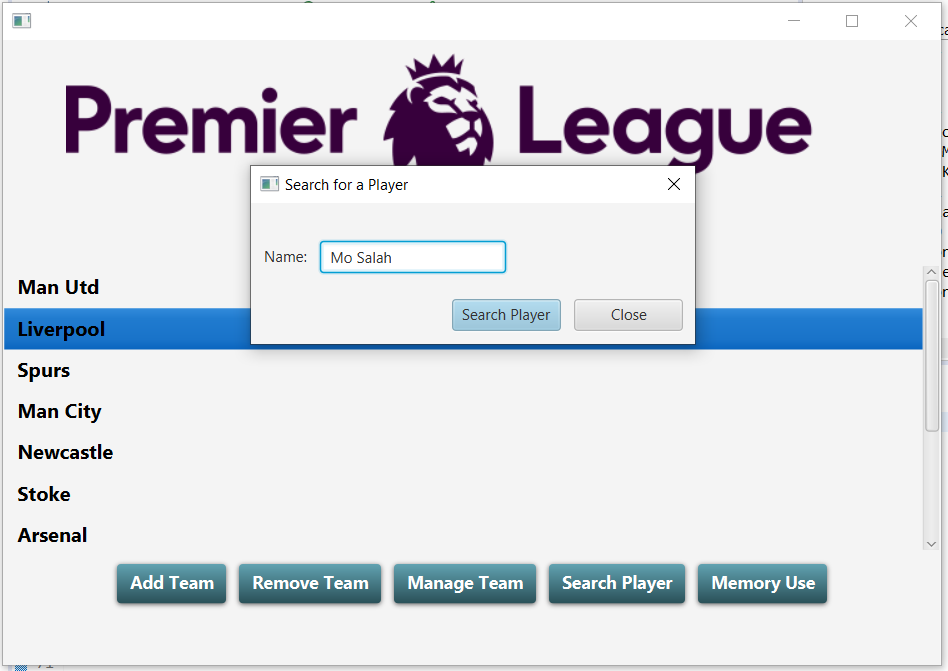 Premier League
Search for a Player
Name: Mo Salah
Search Player Close
Man Utd
Liverpool
Spurs
Man City
Newcastle
Stoke
Arsenal
Add Team Remove Team Manage Team Search Player Memory Use